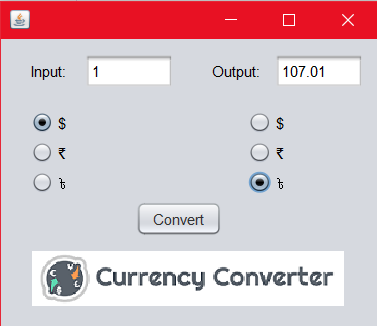 Input: 1 Output: 107.01
$ $
₹ ₹
৳ ৳
Convert
Currency Converter